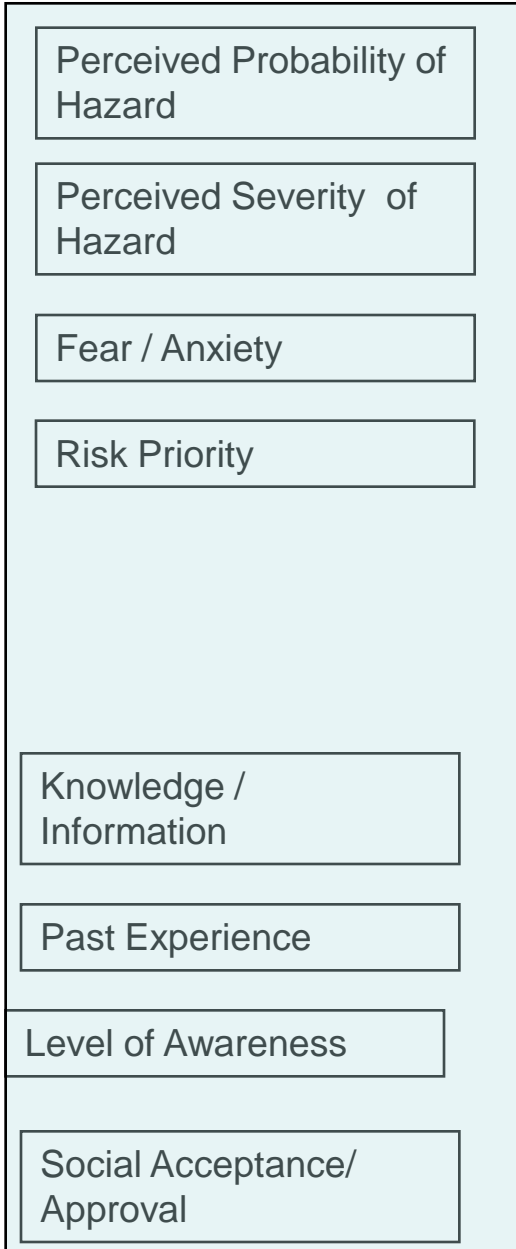 Perceived Probability of
Hazard
Perceived Severity of
Hazard
Fear / Anxiety
Risk Priority
Knowledge /
Information
Past Experience
Level of Awareness
Social Acceptance/
Approval